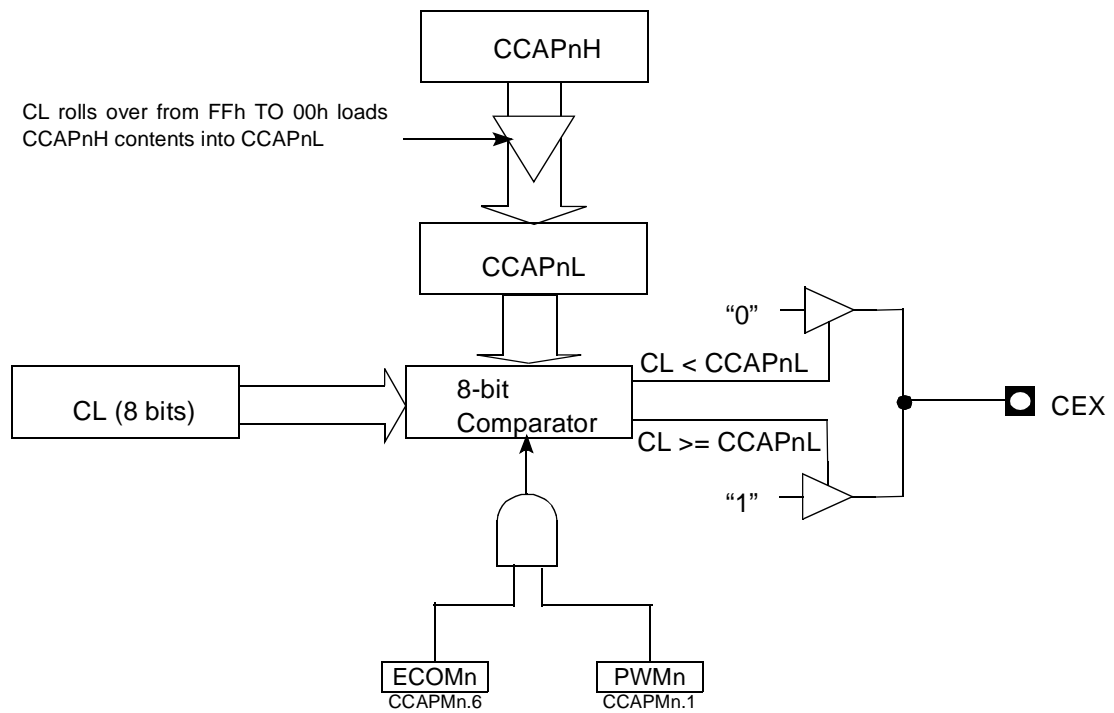 CCAPnH
CL rolls over from FFh TO 00h loads
CCAPnH contents into CCAPnL
CCAPnL
“0”
CL < CCAPnL
CL (8 bits)
8-bit
Comparator
CEX
CL >= CCAPnL
“1”
ECOMn
CCAPMn.6
PWMn
CCAPMn.1